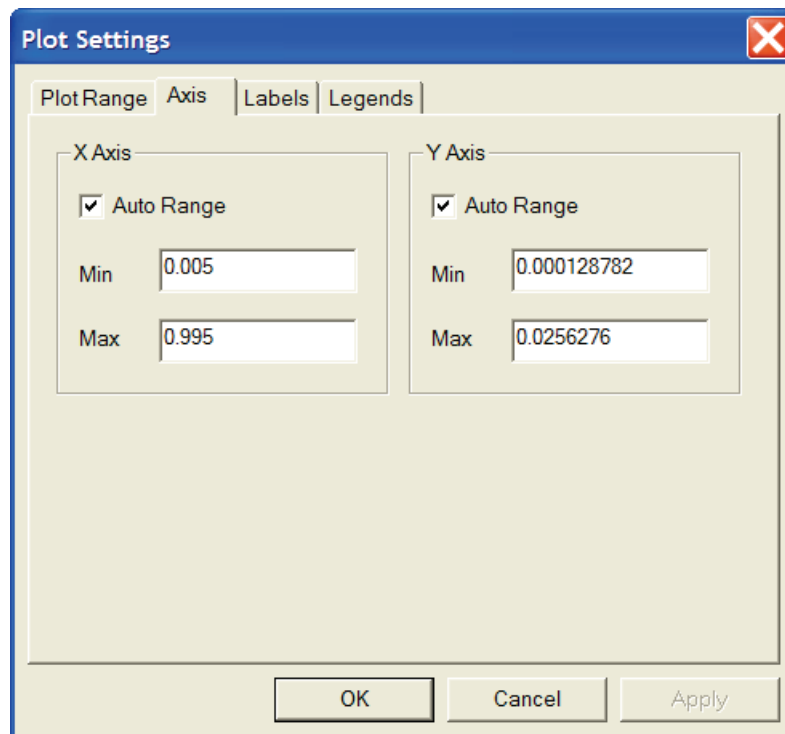 Plot Settings
Plot Range Axis Labels Legends
X Axis
Auto Range
Min 0.005
Max 0.995
Y Axis
Auto Range
Min 0.000128782
Max 0.0256276
OK Cancel Apply